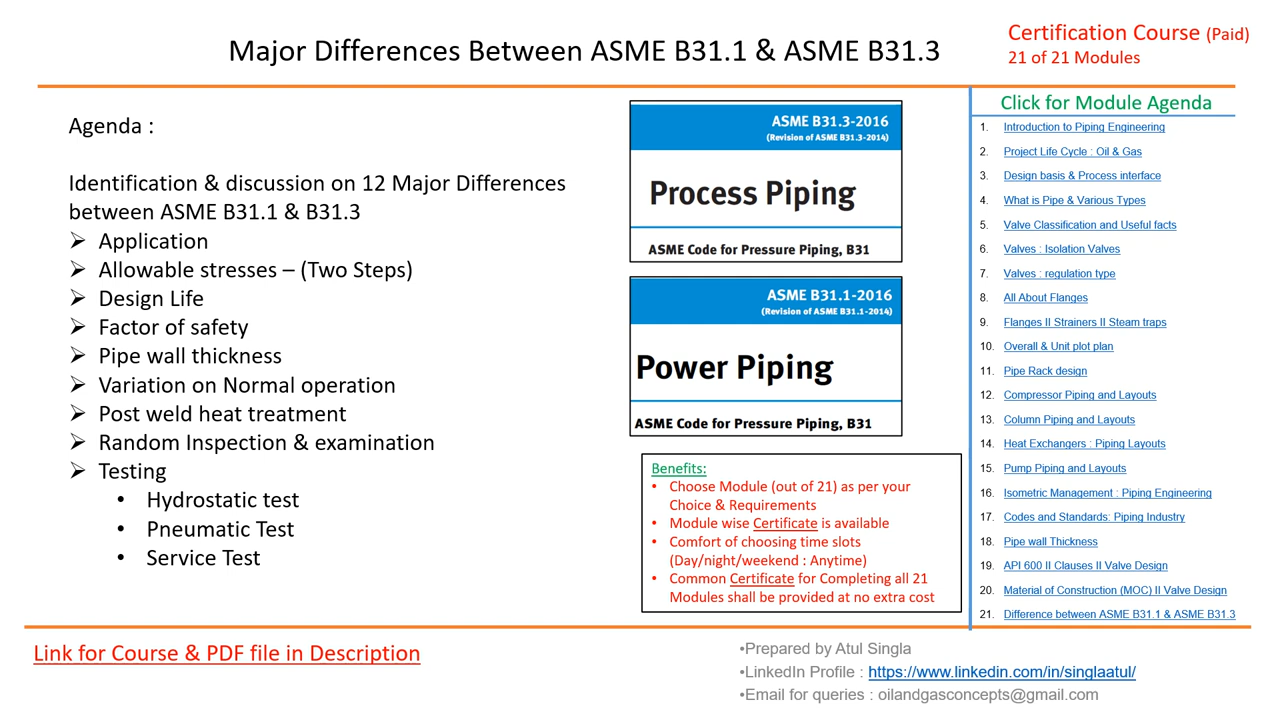 Major Differences Between ASME B31.1 & ASME B31.3
Certification Course (Paid)
21 of 21 Modules
Agenda :
Identification & discussion on 12 Major Differences
between ASME B31.1 & B31.3
➢ Application
➢ Allowable stresses – (Two Steps)
➢ Design Life
➢ Factor of safety
➢ Pipe wall thickness
➢ Variation on Normal operation
➢ Post weld heat treatment
➢ Random Inspection & examination
➢ Testing
• Hydrostatic test
• Pneumatic Test
• Service Test
ASME B31.3-2016
(Revision of ASME B31.3-2014)
Process Piping
ASME Code for Pressure Piping, B31
ASME B31.1-2016
(Revision of ASME B31.1-2014)
Power Piping
ASME Code for Pressure Piping, B31
Benefits:
• Choose Module (out of 21) as per your
Choice & Requirements
• Module wise Certificate is available
• Comfort of choosing time slots
(Day/night/weekend : Anytime)
• Common Certificate for Completing all 21
Modules shall be provided at no extra cost
Click for Module Agenda
1. Introduction to Piping Engineering
2. Project Life Cycle : Oil & Gas
3. Design basis & Process interface
4. What is Pipe & Various Types
5. Valve Classification and Useful facts
6. Valves : Isolation Valves
7. Valves : regulation type
8. All About Flanges
9. Flanges II Strainers II Steam traps
10. Overall & Unit plot plan
11. Pipe Rack design
12. Compressor Piping and Layouts
13. Column Piping and Layouts
14. Heat Exchangers : Piping Layouts
15. Pump Piping and Layouts
16. Isometric Management : Piping Engineering
17. Codes and Standards: Piping Industry
18. Pipe wall Thickness
19. API 600 II Clauses II Valve Design
20. Material of Construction (MOC) II Valve Design
21. Difference between ASME B31.1 & ASME B31.3
Link for Course & PDF file in Description
•Prepared by Atul Singla
•LinkedIn Profile : https://www.linkedin.com/in/singlaatul/
•Email for queries : oilandgasconcepts@gmail.com